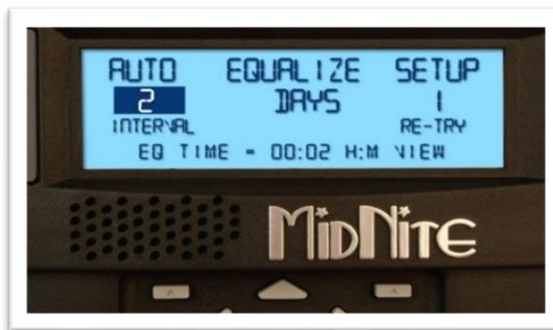 AUTO EQUALIZE SETUP
2 DAYS 1
INTERVAL RE-TRY
EQ TIME - 00:02 H:M VIEW
MIDNITE